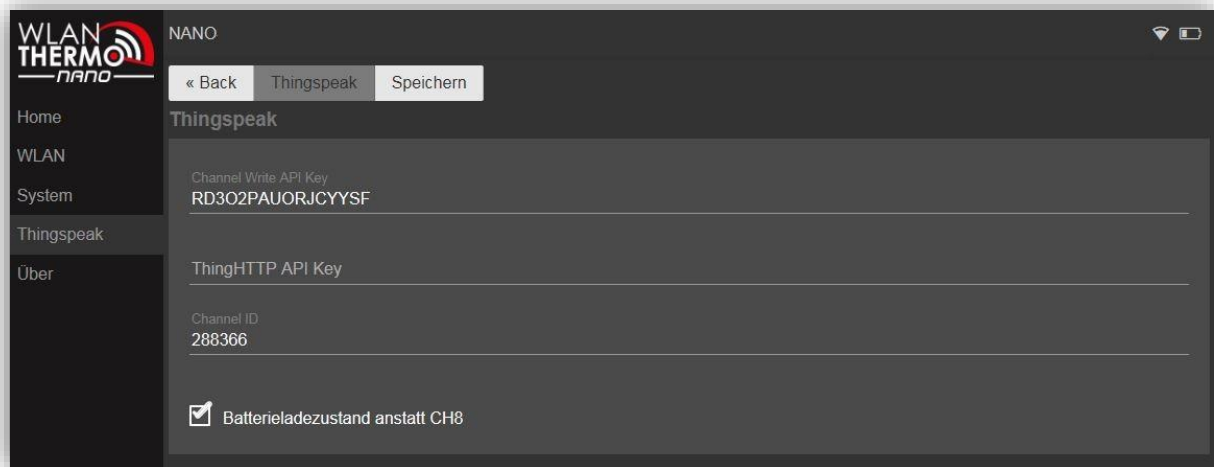 WLAN
THERMO
nano
NANO
« Back Thingspeak Speichern
Home
WLAN
System
Thingspeak
Über
Thingspeak
Channel Write API Key
RD3O2PAUORJCYYSF
ThingHTTP API Key
Channel ID
288366
Batterieladezustand anstatt CH8